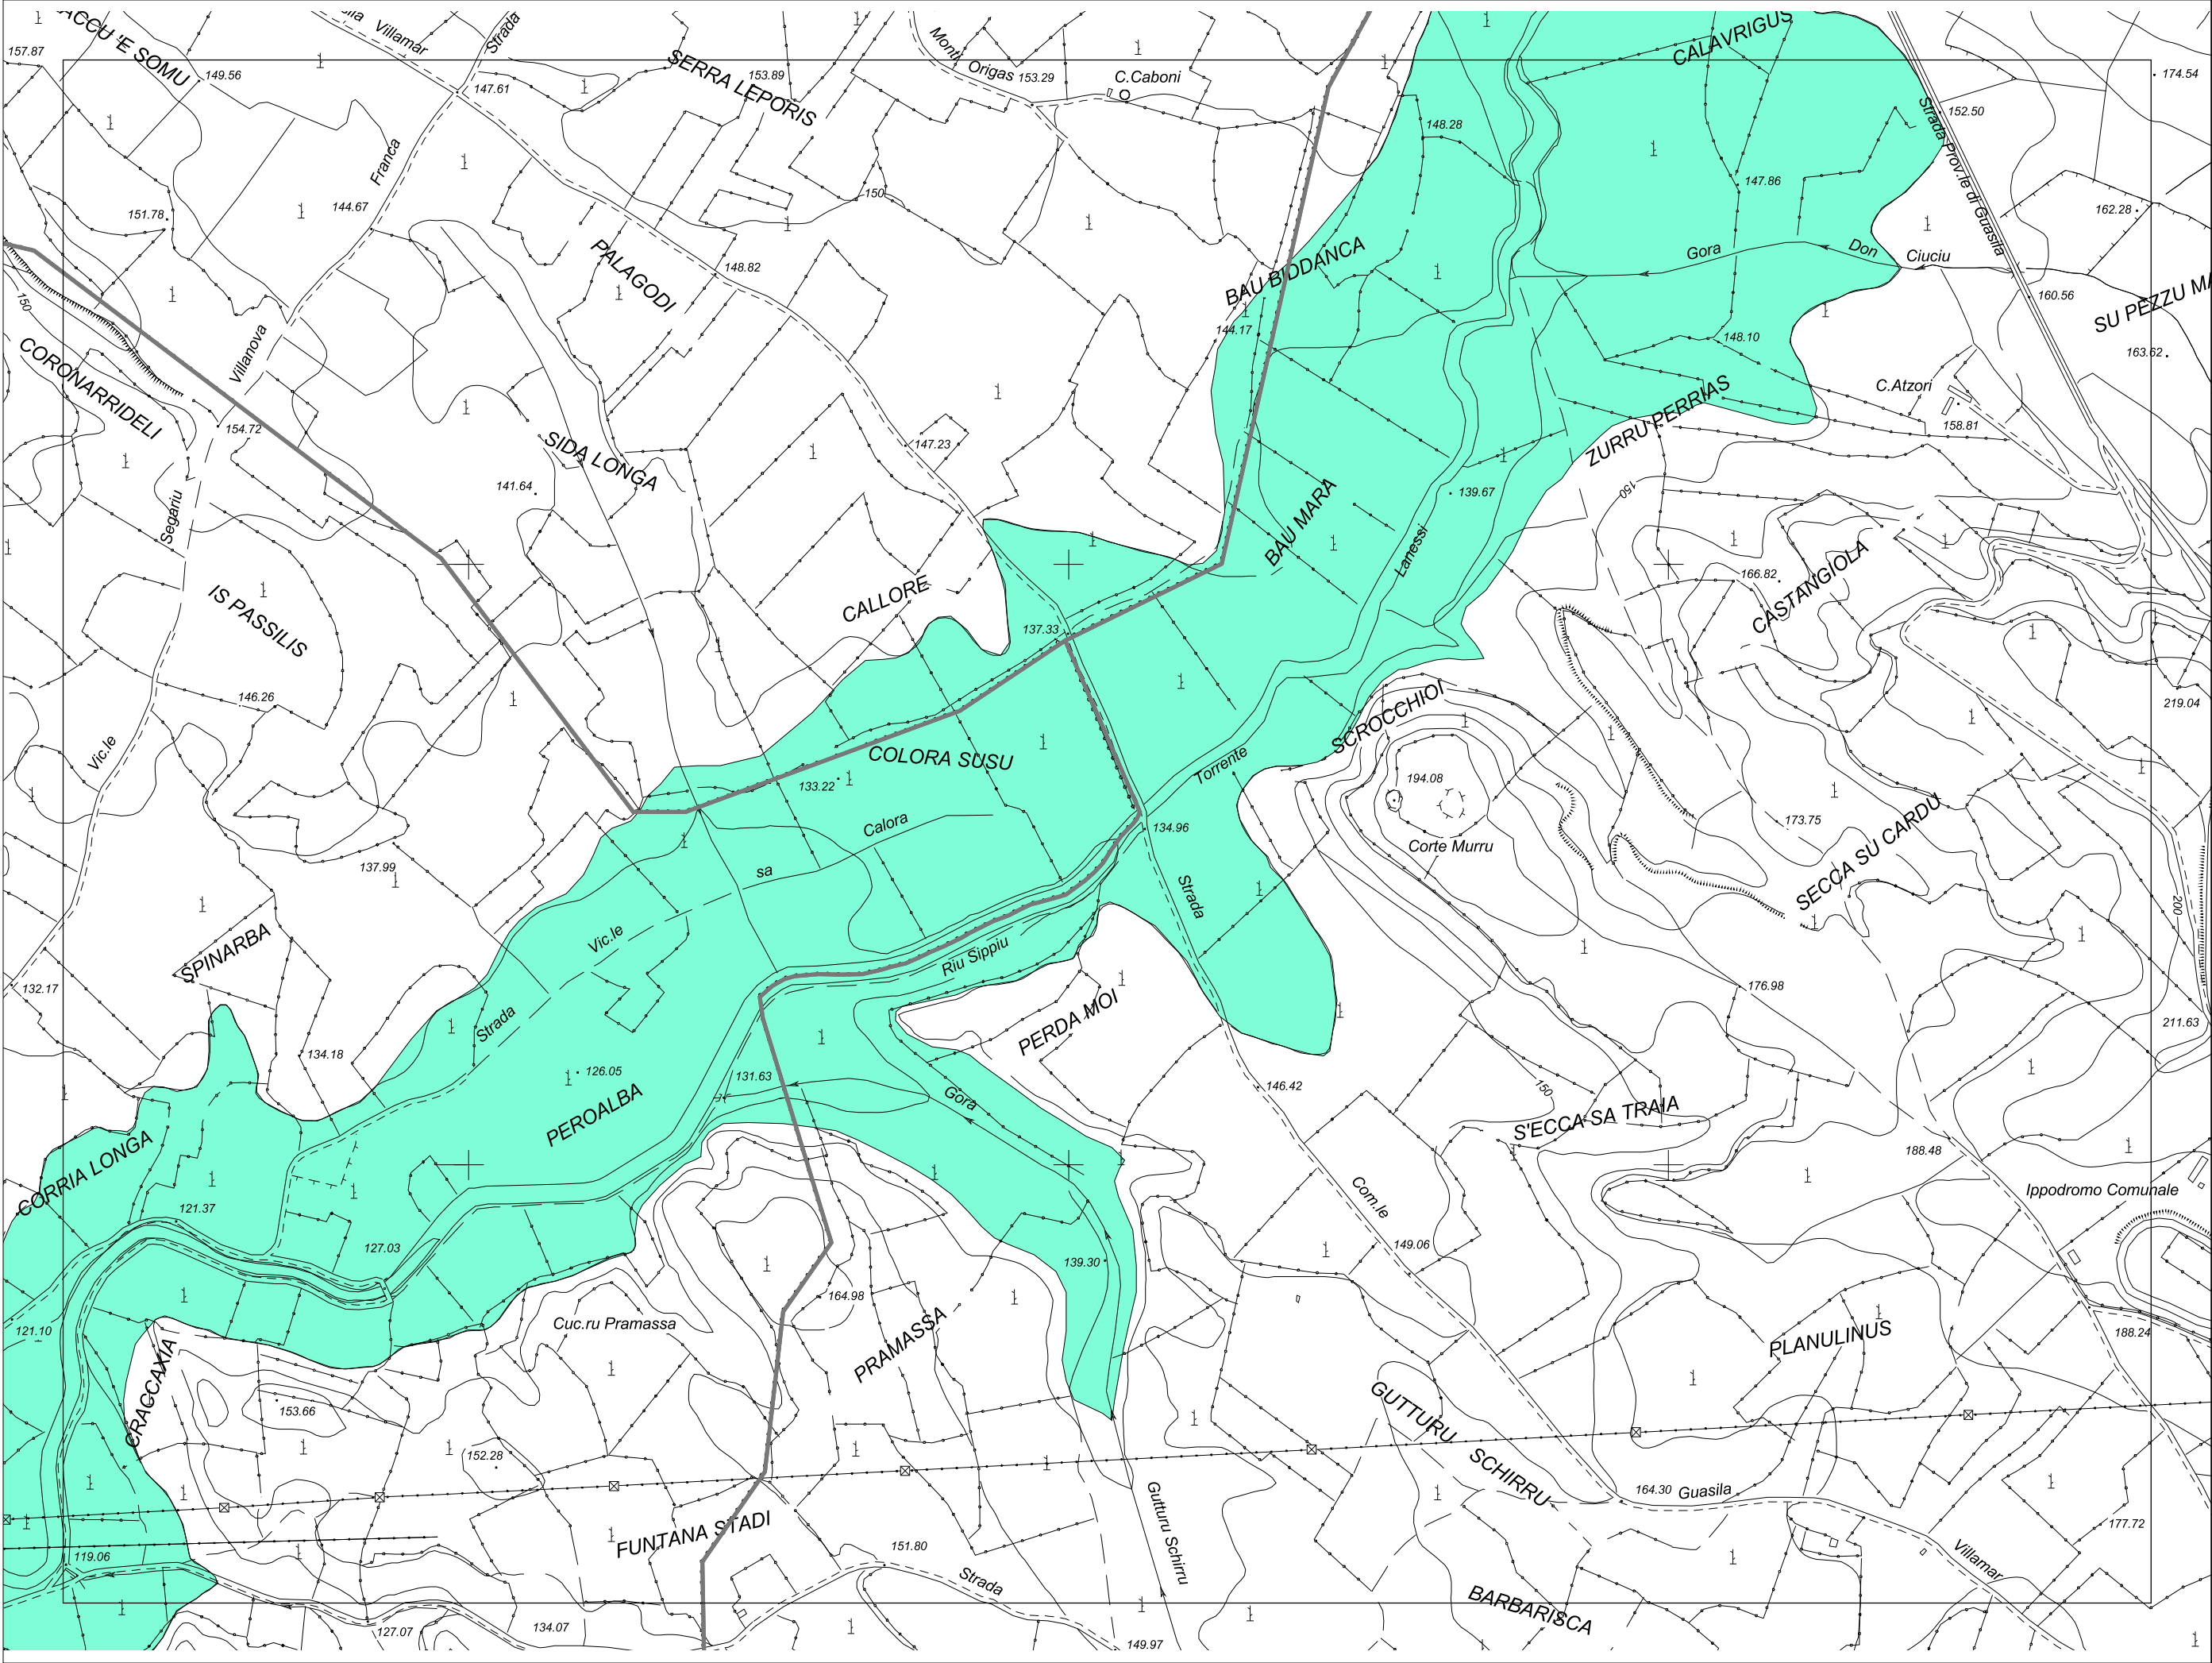 Villamar
Strada
157.87
149.56
147.61
SERRA LEPORIS
153.89
Monti
Origas
153.29
C.Caboni
CALAVRIGUS
174.54
152.50
Strada Prov.le di Guasila
148.28
147.86
162.28
Franca
144.67
151.78
150
PALAGODI
148.82
BAU BIDDANCA
Gora
Don
Ciuciu
160.56
SU PEZZU MA
150
144.17
148.10
163.62
CORONARRIDELI
Villanova
C.Atzori
158.81
ZURRU PERRIAS
154.72
SIDA LONGA
147.23
141.64
150
139.67
Segariu
BAU MARA
Lanessi
166.82
CASTANGIOLA
IS PASSILIS
CALLORE
137.33
146.26
219.04
Vic.le
COLORA SUSU
133.22
SCROCCHIOI
Torrente
194.08
Corte Murru
173.75
SECCA SU CARDU
134.96
Calora
sa
137.99
Strada
200
SPINARBA
Vic.le
Riu Sippiu
132.17
176.98
PERDA MOI
211.63
Strada
134.18
126.05
131.63
146.42
150
PEROALBA
Gora
S'ECCA SA TRAIA
CORRIA LONGA
188.48
Ippodromo Comunale
121.37
Com.le
127.03
149.06
139.30
164.98
121.10
Cuc.ru Pramassa
PRAMASSA
PLANULINUS
188.24
CRACCAXIA
153.66
GUTTURU
SCHIRRU
152.28
164.30
Guasila
177.72
FUNTANA STADI
Gutturu Schirru
119.06
151.80
Strada
Villamar
BARBARISCA
127.07
134.07
149.97